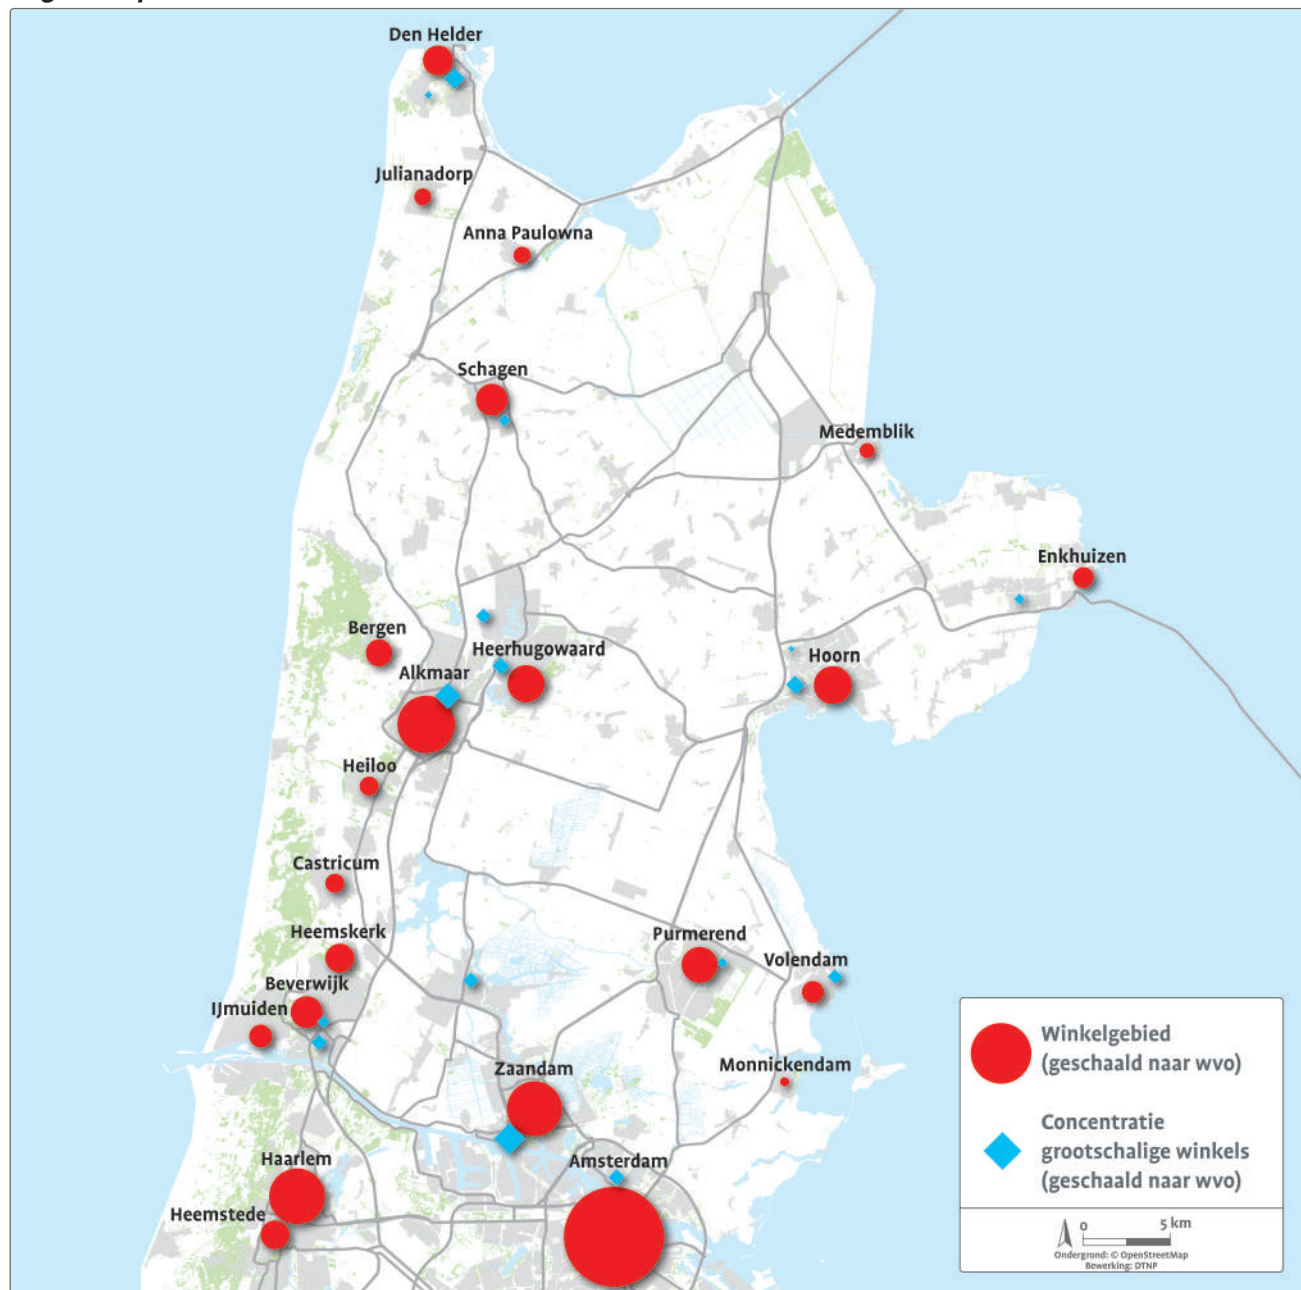 Den Helder
Julianadorp
Anna Paulowna
Schagen
Medemblik
Enkhuizen
Bergen
Heerhugowaard
Hoorn
Alkmaar
Heiloo
Castricum
Heemskerk
Purmerend
Volendam
Beverwijk
IJmuiden
Monnickendam
Zaandam
Haarlem
Amsterdam
Heemstede
Winkelgebied
(geschaald naar wvo)
Concentratie
grootschalige winkels
(geschaald naar wvo)
0 5 km
Ondergrond: © OpenStreetMap
Bewerking: DTNP